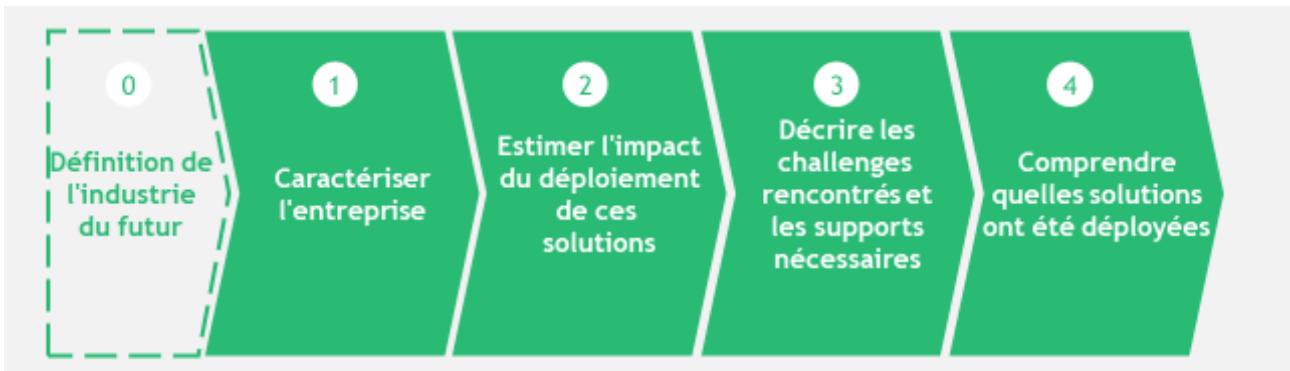 0
Définition de
l'industrie
du futur
1
Caractériser
l'entreprise
2
Estimer l'impact
du déploiement
de ces
solutions
3
Décrire les
challenges
rencontrés et
les supports
nécessaires
4
Comprendre
quelles solutions
ont été déployées